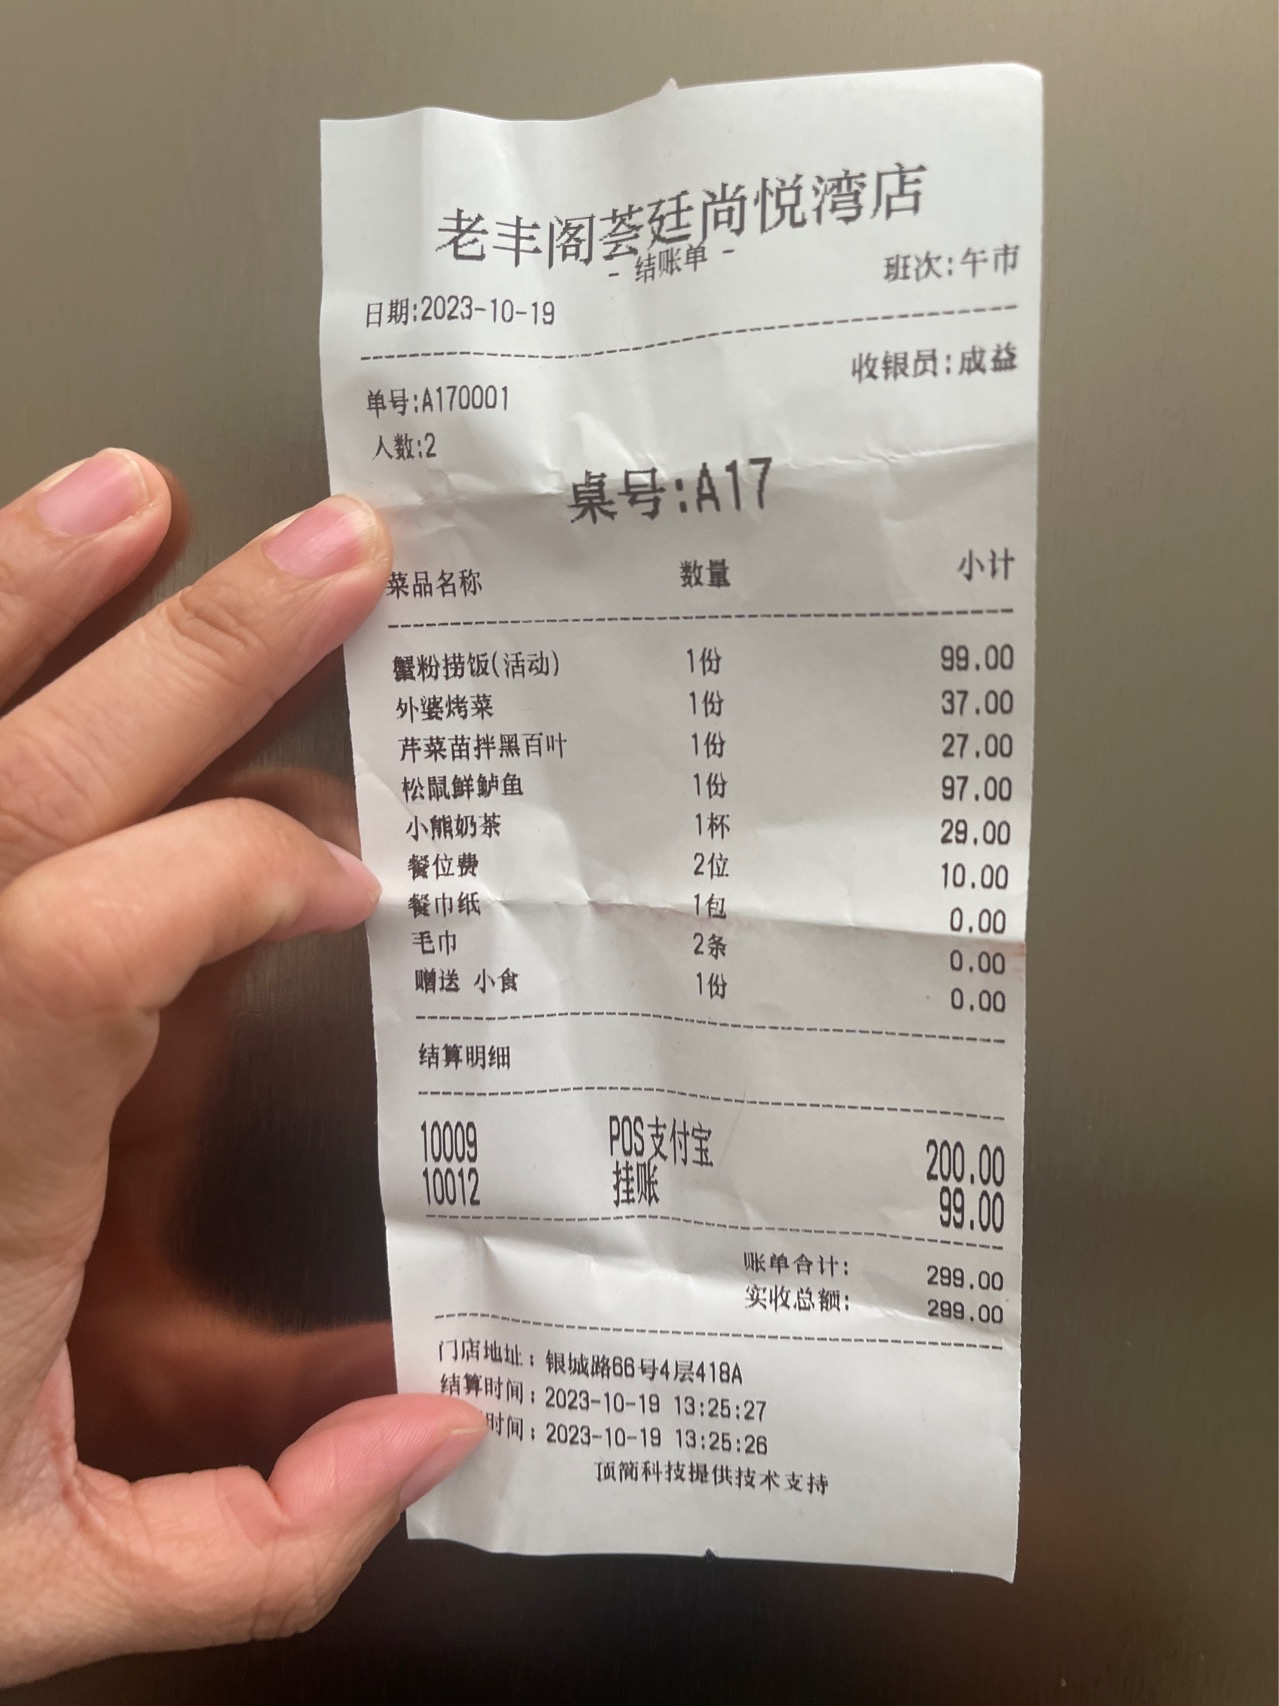 老丰阁荟廷尚悦湾店
- 结账单 -
班次:午市
日期:2023-10-19
收银员:成益
单号:A170001
人数:2
桌号:A17
菜品名称 数量 小计
蟹粉捞饭(活动) 1份 99.00
外婆烤菜 1份 37.00
芹菜苗拌黑百叶 1份 27.00
松鼠鲜鲈鱼 1份 97.00
小熊奶茶 1杯 29.00
餐位费 2位 10.00
餐巾纸 1包 0.00
毛巾 2条 0.00
赠送 小食 1份 0.00
结算明细
10009 POS支付宝 200.00
10012 挂账 99.00
账单合计: 299.00
实收总额: 299.00
门店地址: 银城路66号4层418A
结算时间: 2023-10-19 13:25:27
时间: 2023-10-19 13:25:26
顶简科技提供技术支持